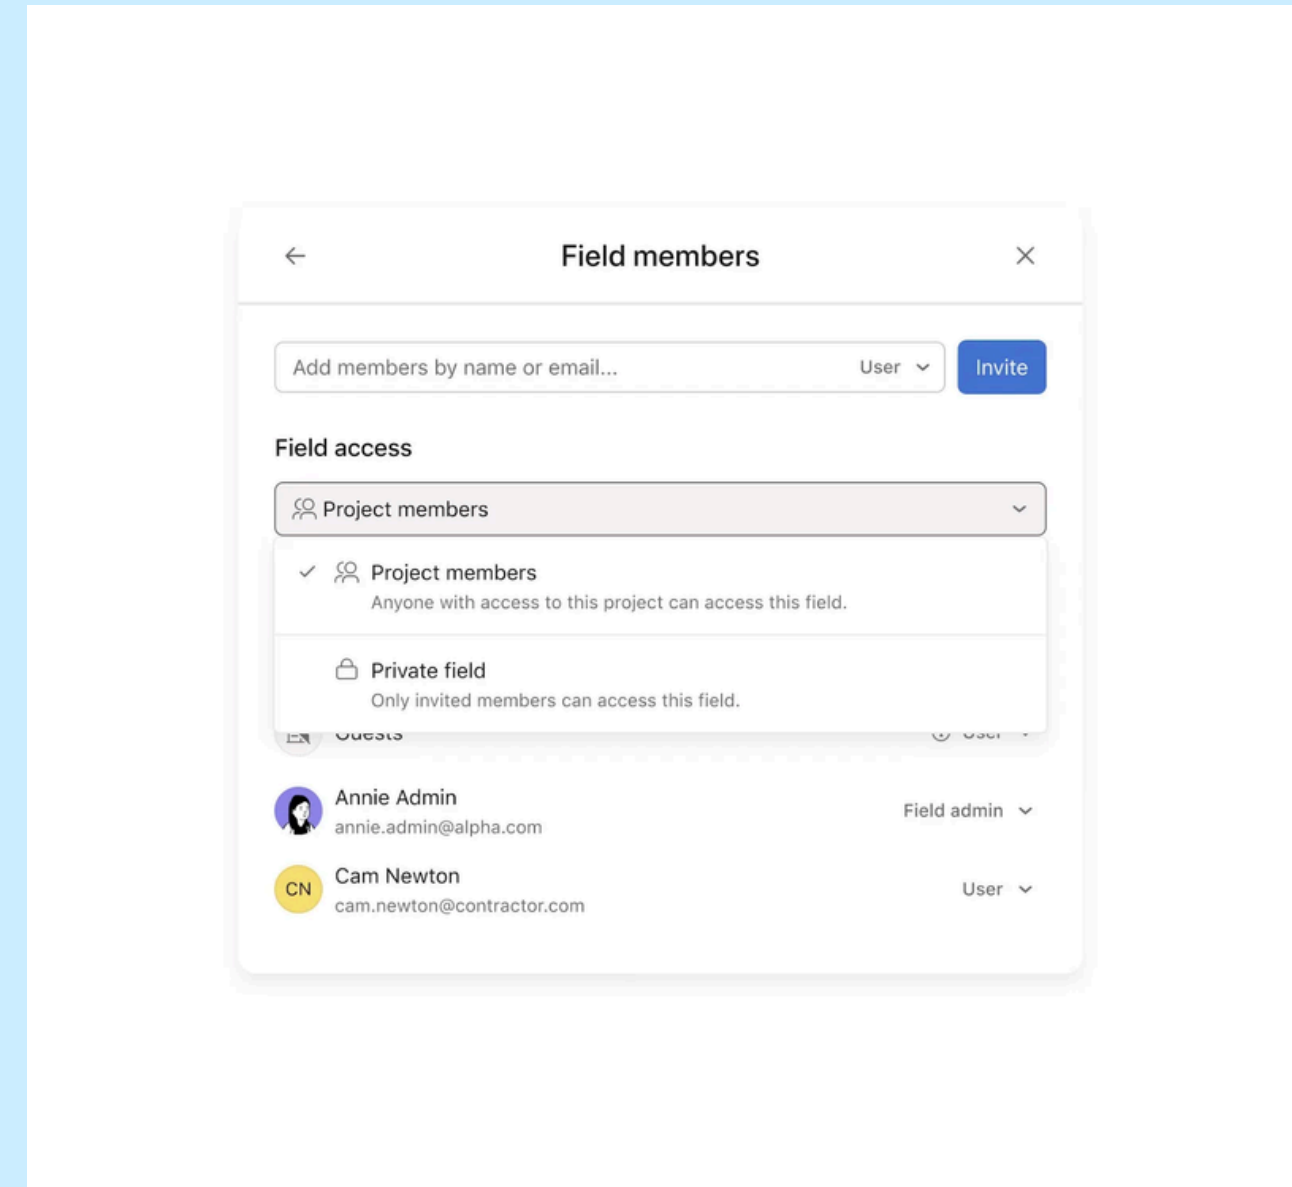 Field members
Add members by name or email...
User
Invite
Field access
Project members
Project members
Anyone with access to this project can access this field.
Private field
Only invited members can access this field.
Guests
User
Annie Admin
Field admin
annie.admin@alpha.com
CN
Cam Newton
User
cam.newton@contractor.com